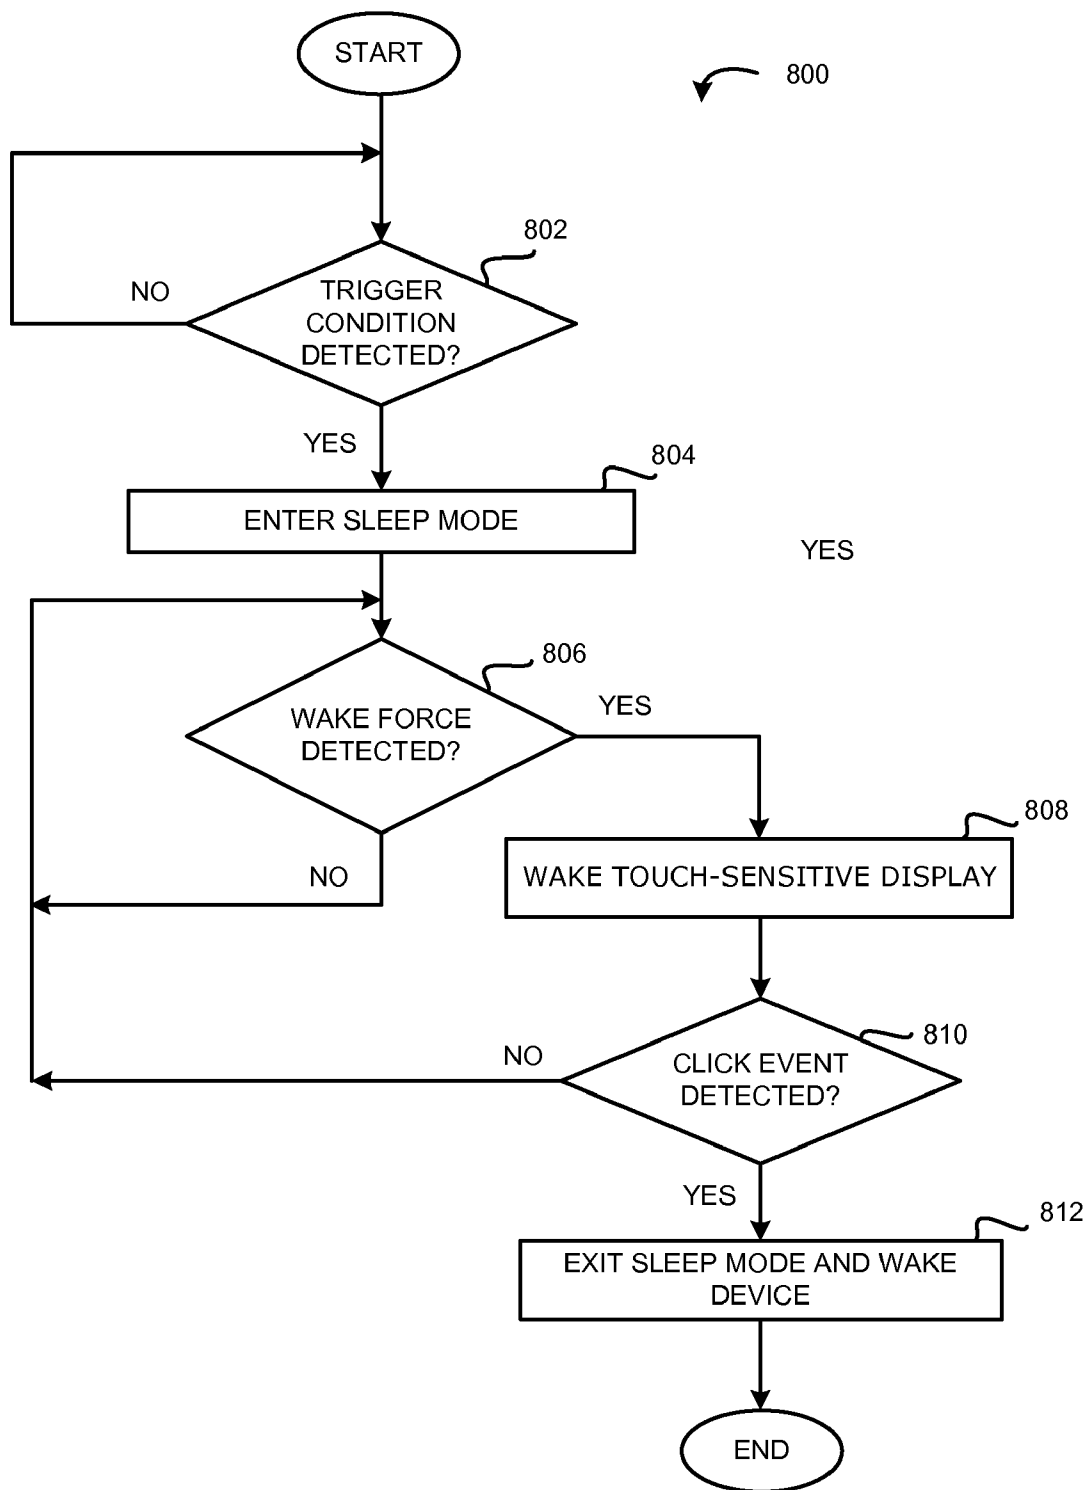 START
800
802
TRIGGER
CONDITION
DETECTED?
NO
YES
804
ENTER SLEEP MODE
YES
806
WAKE FORCE
DETECTED?
YES
NO
808
WAKE TOUCH-SENSITIVE DISPLAY
810
CLICK EVENT
DETECTED?
NO
YES
812
EXIT SLEEP MODE AND WAKE
DEVICE
END